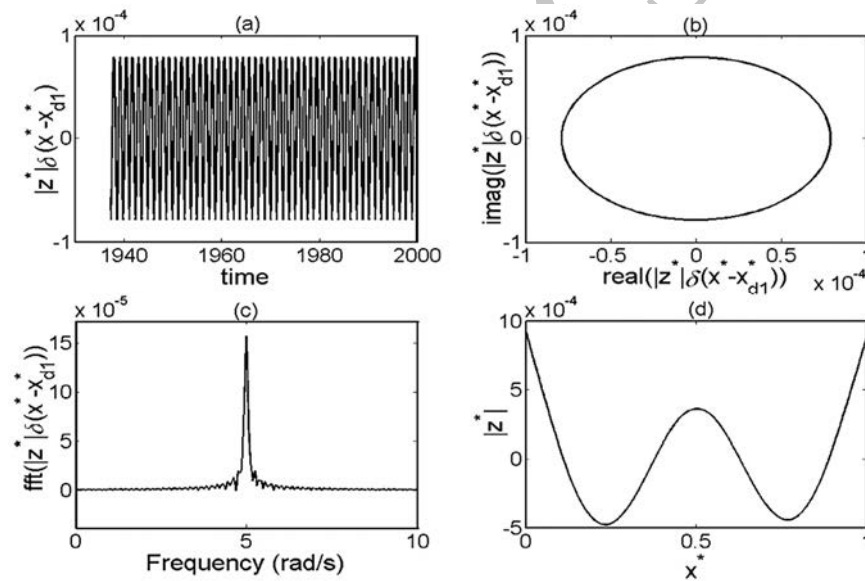 x 10⁻⁴
(a)
|z*|δ(x*-x*d1)
1
0
-1
1940
1960
1980
2000
time
x 10⁻⁴
(b)
imag(|z*|δ(x*-x*d1))
1
0
-1
-1
-0.5
0
0.5
1
real(|z*|δ(x*-x*d1))
x 10⁻⁴
x 10⁻⁵
(c)
fft(|z*|δ(x*-x*d1))
15
10
5
0
0
5
10
Frequency (rad/s)
x 10⁻⁴
(d)
|z*|
10
5
0
-5
0
0.5
1
x*